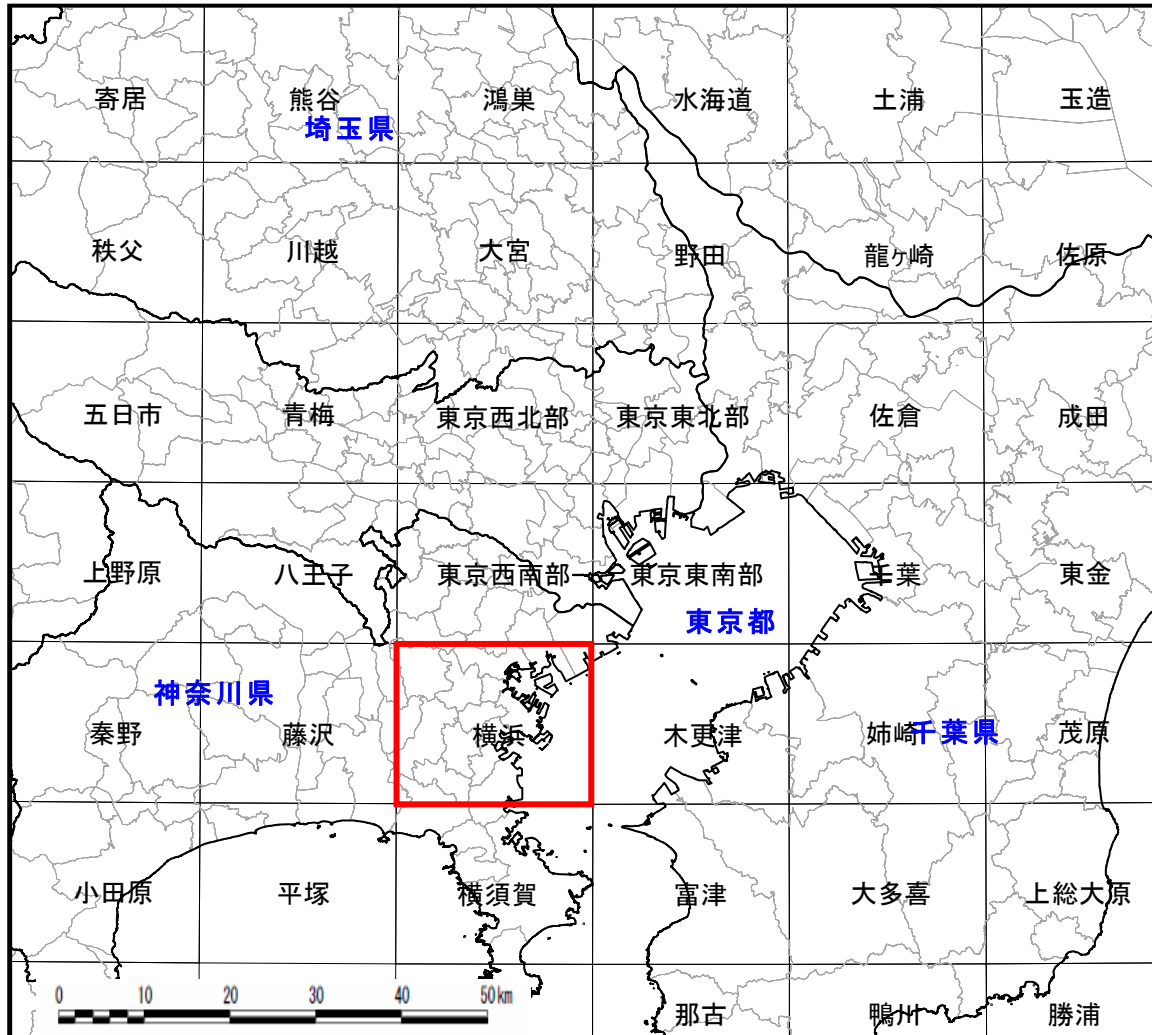 寄居 熊谷 鴻巣 水海道 土浦 玉造
埼玉県
秩父 川越 大宮 野田 龍ヶ崎 佐原
五日市 青梅 東京西北部 東京東北部 佐倉 成田
上野原 八王子 東京西南部 東京東南部 千葉 東金
東京都
神奈川県
秦野 藤沢 横浜 木更津 姉崎 千葉県 茂原
小田原 平塚 横須賀 富津 大多喜 上総大原
0 10 20 30 40 50km
那古 鴨川 勝浦